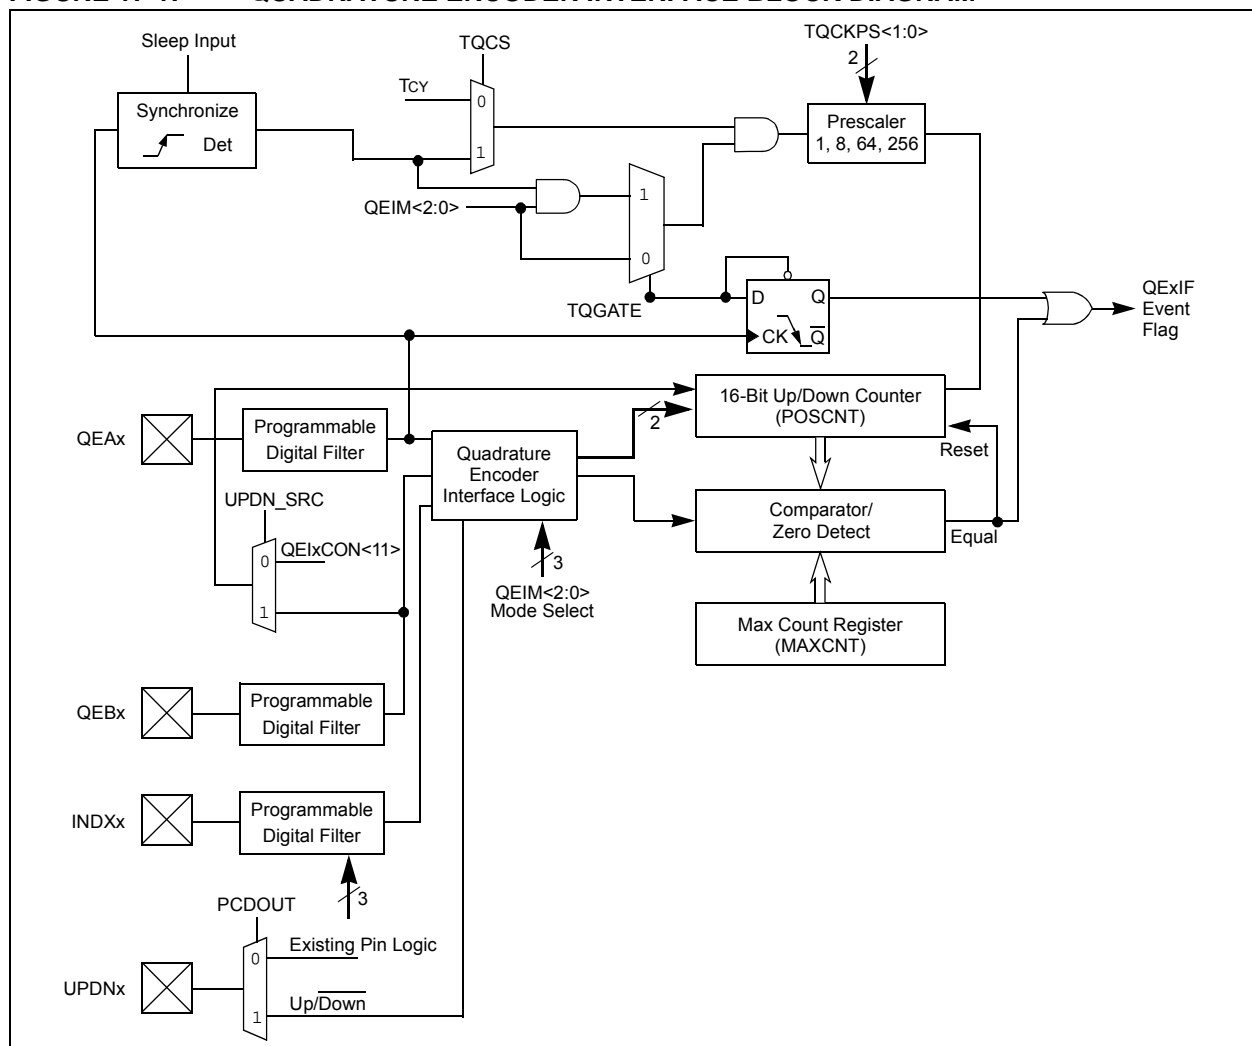 Sleep Input
TQCS
TQCKPS<1:0>
2
TCY
0
1
Synchronize
Det
Prescaler
1, 8, 64, 256
QEIM<2:0>
1
0
TQGATE
D
Q
CK
Q
QExIF
Event
Flag
16-Bit Up/Down Counter
(POSCNT)
2
Reset
QEAx
Programmable
Digital Filter
Quadrature
Encoder
Interface Logic
UPDN_SRC
QEIxCON<11>
0
1
Comparator/
Zero Detect
Equal
3
QEIM<2:0>
Mode Select
Max Count Register
(MAXCNT)
QEBx
Programmable
Digital Filter
INDXx
Programmable
Digital Filter
3
PCDOUT
Existing Pin Logic
0
UPDNx
Up/Down
1